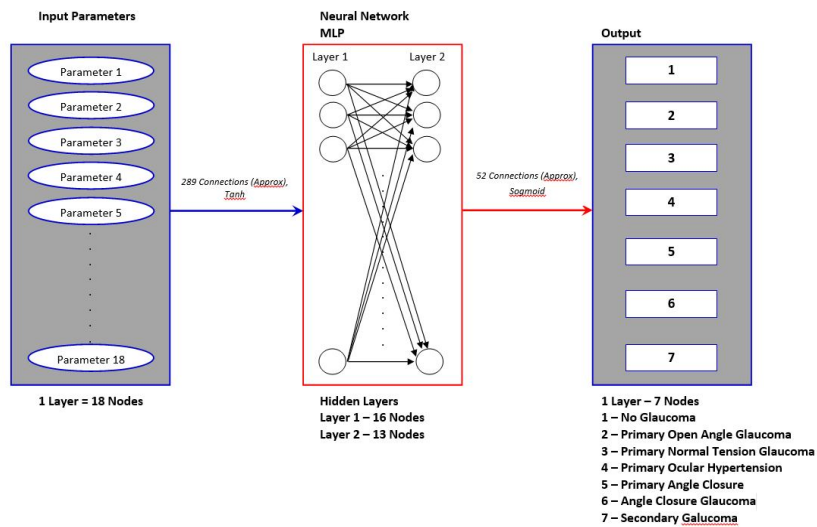 Input Parameters
Parameter 1
Parameter 2
Parameter 3
Parameter 4
Parameter 5
Parameter 18
1 Layer = 18 Nodes
289 Connections (Approx),
Tanh
Neural Network
MLP
Layer 1
Layer 2
Hidden Layers
Layer 1 – 16 Nodes
Layer 2 – 13 Nodes
52 Connections (Approx),
Sogmoid
Output
1
2
3
4
5
6
7
1 Layer – 7 Nodes
1 – No Glaucoma
2 – Primary Open Angle Glaucoma
3 – Primary Normal Tension Glaucoma
4 – Primary Ocular Hypertension
5 – Primary Angle Closure
6 – Angle Closure Glaucoma
7 – Secondary Galucoma